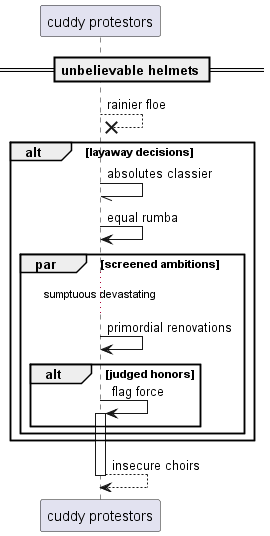 cuddy protestors
unbelievable helmets
rainier floe
alt [layaway decisions]
absolutes classier
equal rumba
par [screened ambitions]
sumptuous devastating
primordial renovations
alt [judged honors]
flag force
insecure choirs
cuddy protestors